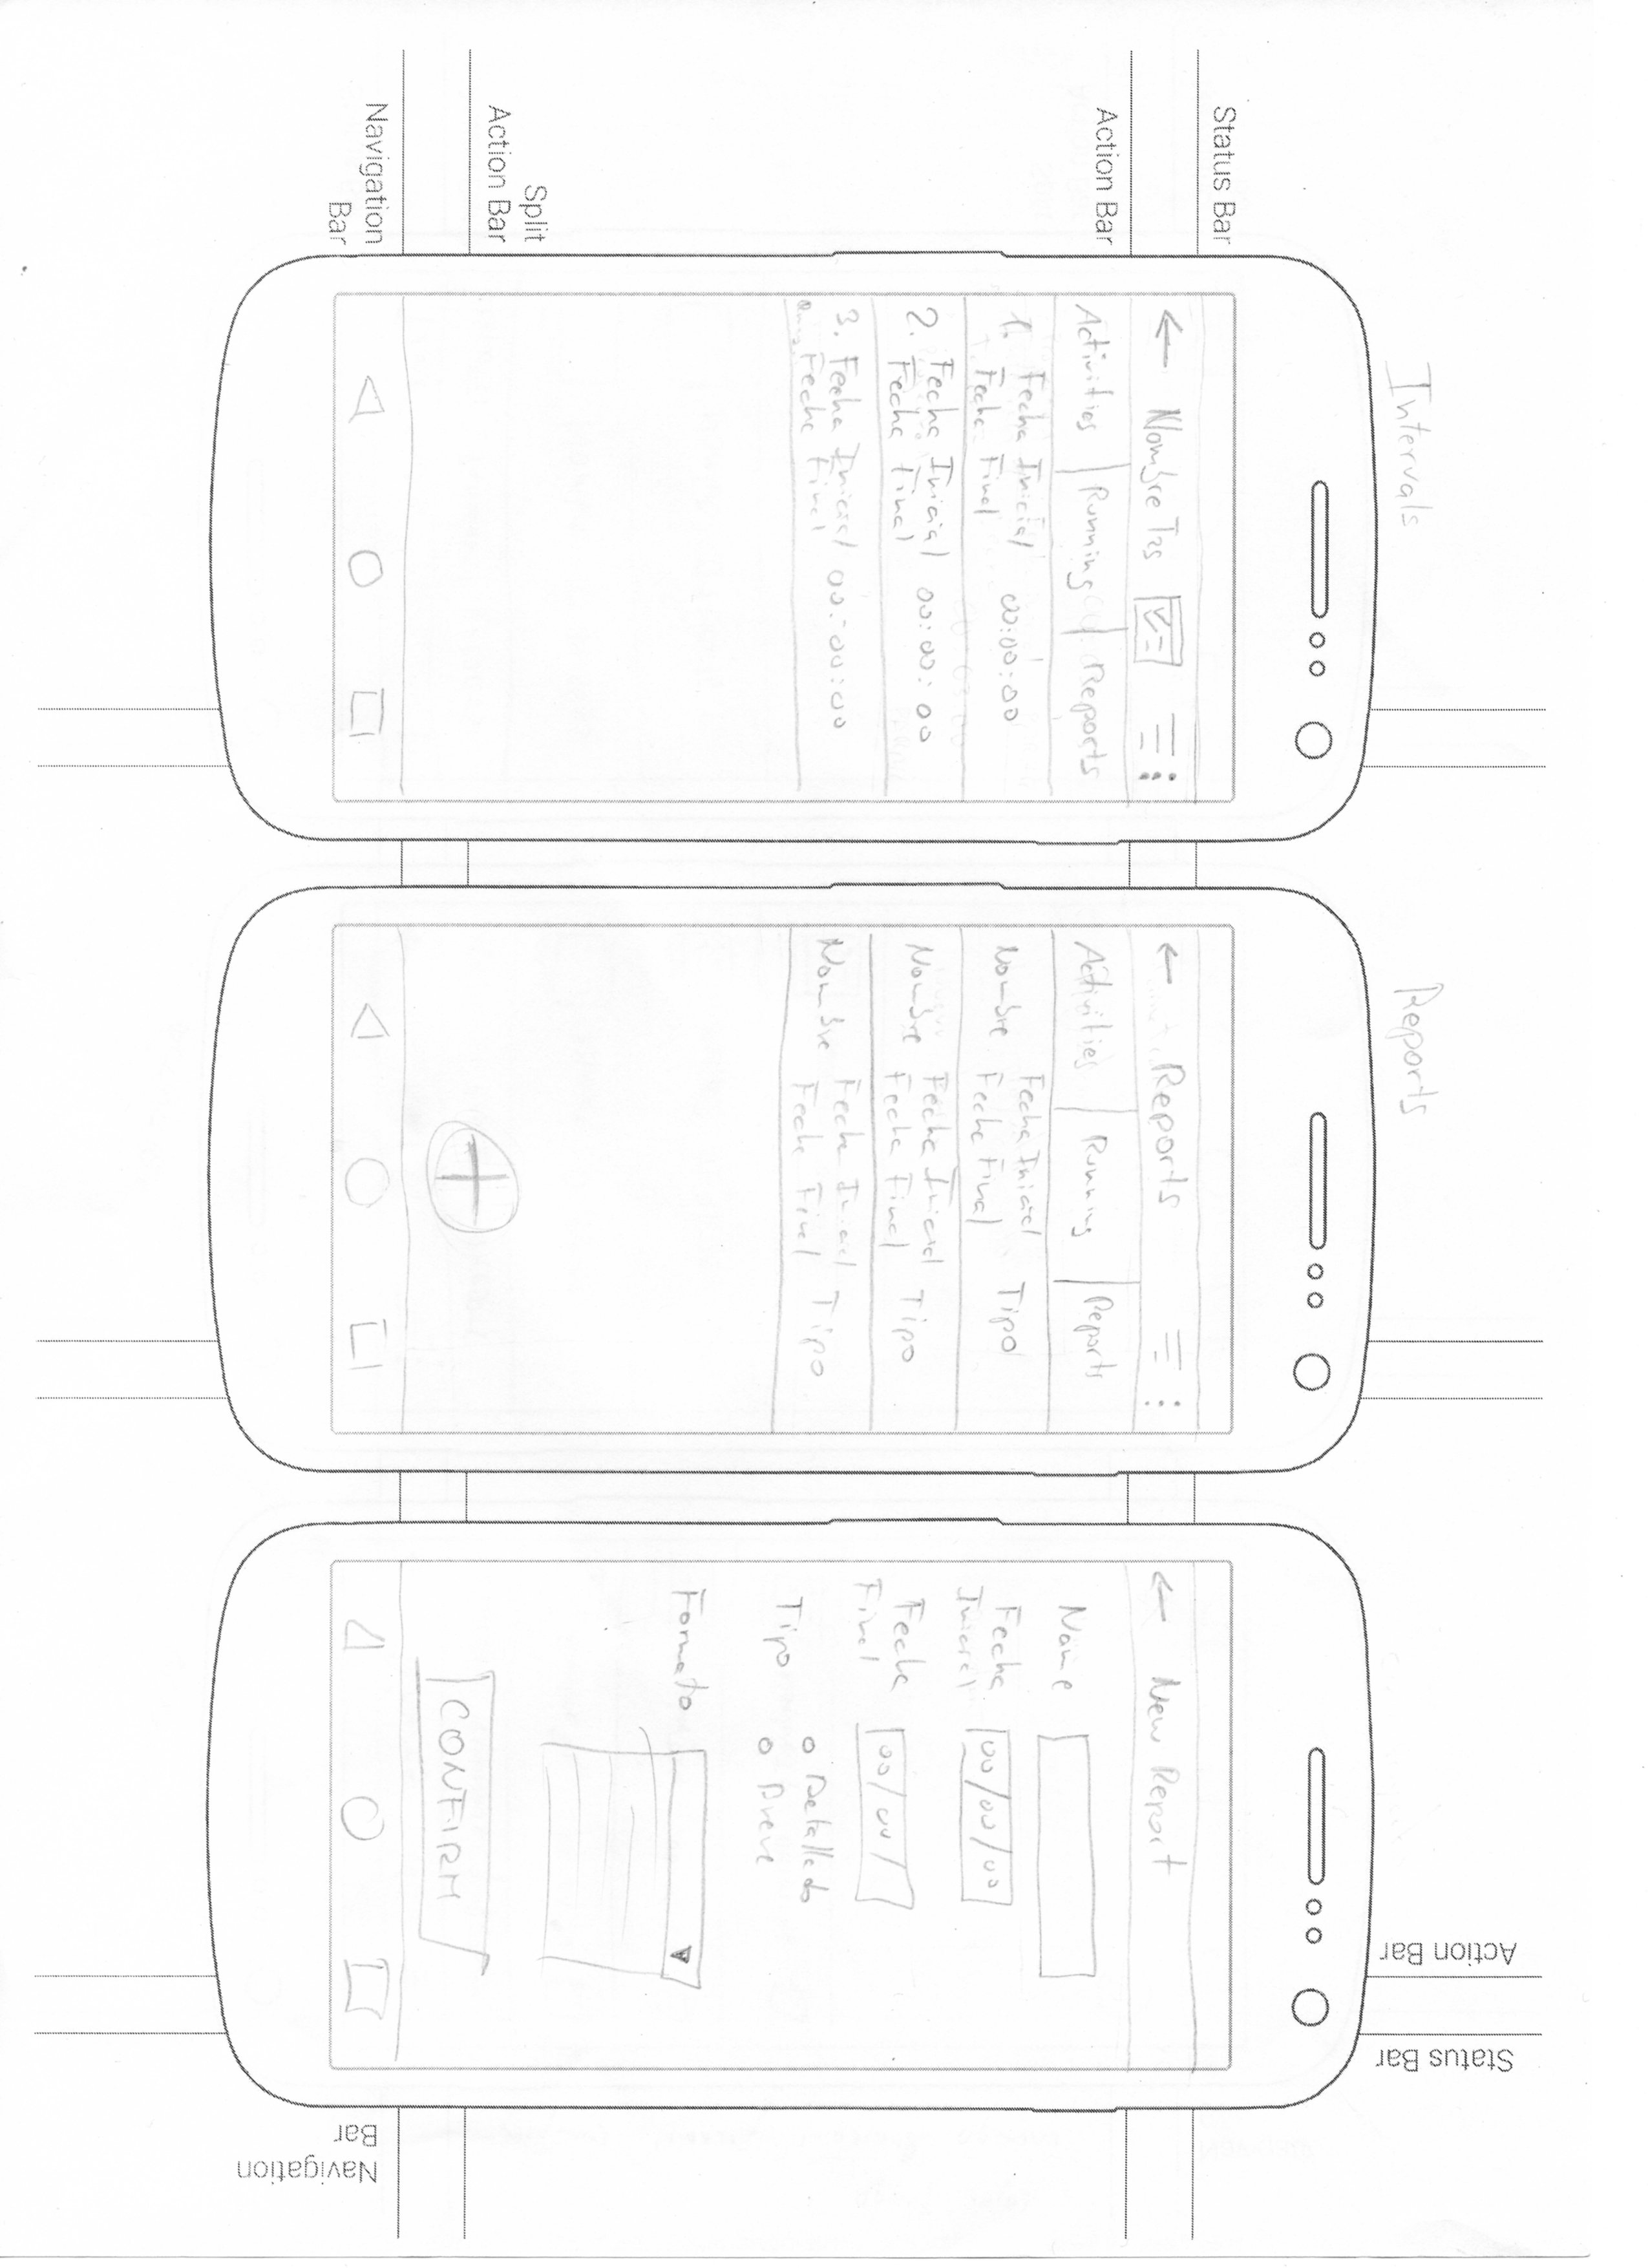 Intervals
Status Bar
Action Bar
Split
Action Bar
Navigation
Bar
← Nombre Tas
Activities Running Reports
1. Fecha Inicial 00:00:00
Fecha Final
2. Fecha Inicial 00:00:00
Fecha Final
3. Fecha Inicial 00:00:00
Fecha Final
Reports
← Reports
Activities Running Reports
Nombre Fecha Inicial Tipo
Fecha Final
Nombre Fecha Inicial Tipo
Fecha Final
Nombre Fecha Inicial Tipo
Fecha Final
+
← New Report
Name
Fecha
Inicial 00/00/00
Fecha
Final 00/00/
Tipo
○ Detallado
○ Breve
Formato
CONFIRM
Action Bar
Status Bar
Navigation
Bar